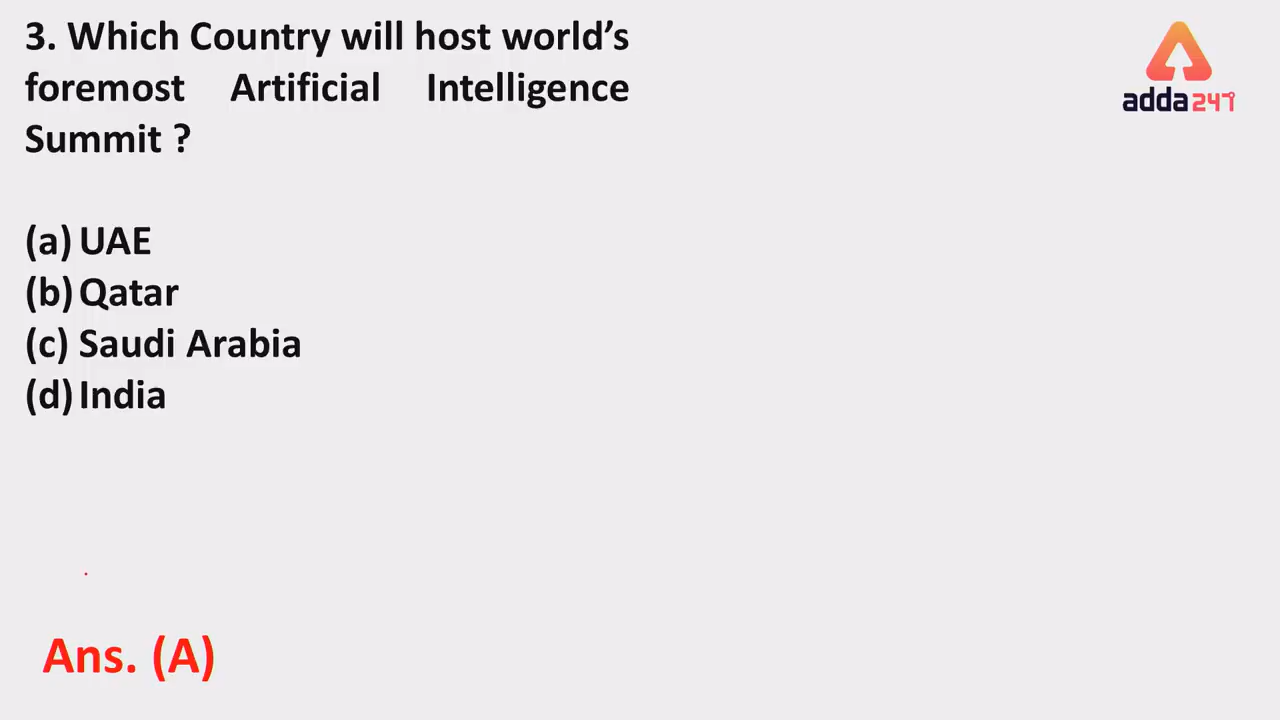 3. Which Country will host world’s
foremost Artificial Intelligence
Summit ?
(a) UAE
(b) Qatar
(c) Saudi Arabia
(d) India
Ans. (A)
adda247